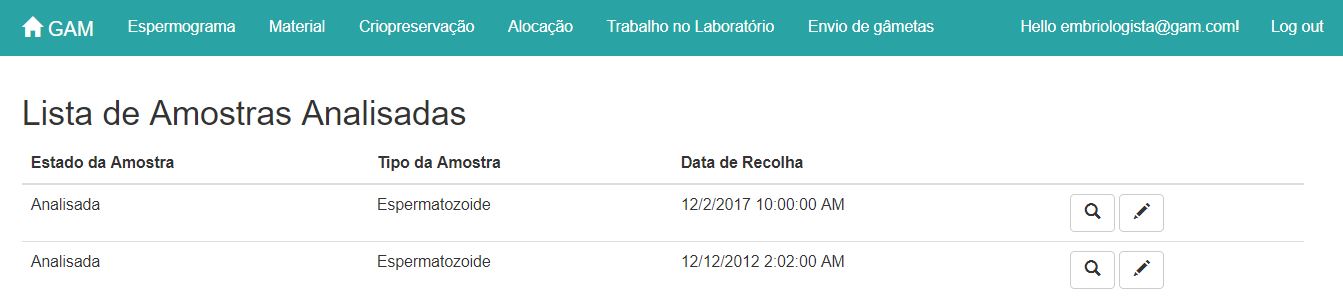 GAM Espermograma Material Criopreservação Alocação Trabalho no Laboratório Envio de gâmetas Hello embriologista@gam.com! Log out
Lista de Amostras Analisadas
Estado da Amostra Tipo da Amostra Data de Recolha
Analisada Espermatozoide 12/2/2017 10:00:00 AM
Analisada Espermatozoide 12/12/2012 2:02:00 AM